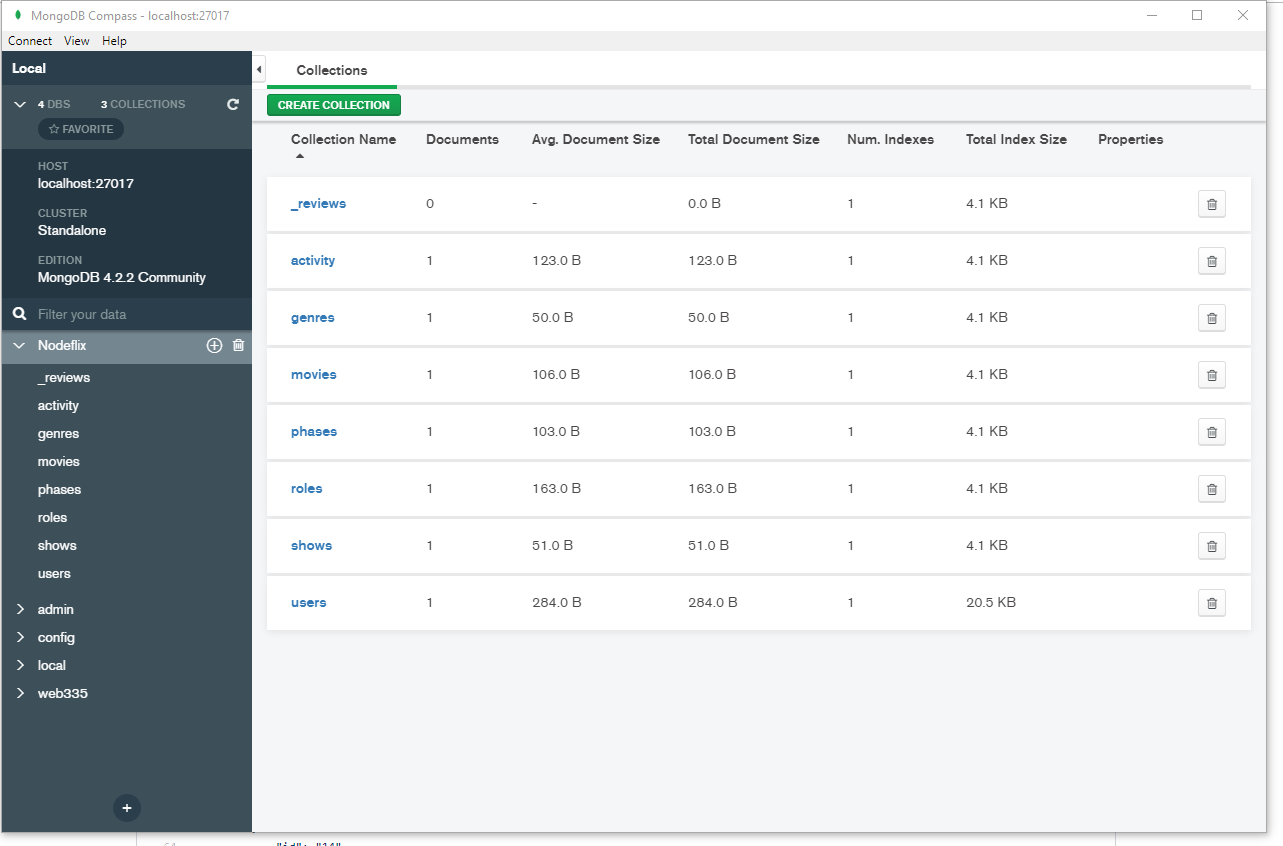 MongoDB Compass - localhost:27017
Connect View Help
Local
4 DBS 3 COLLECTIONS
FAVORITE
HOST
localhost:27017
CLUSTER
Standalone
EDITION
MongoDB 4.2.2 Community
Filter your data
Nodeflix
_reviews
activity
genres
movies
phases
roles
shows
users
admin
config
local
web335
Collections
CREATE COLLECTION
Collection Name Documents Avg. Document Size Total Document Size Num. Indexes Total Index Size Properties
_reviews 0 - 0.0 B 1 4.1 KB
activity 1 123.0 B 123.0 B 1 4.1 KB
genres 1 50.0 B 50.0 B 1 4.1 KB
movies 1 106.0 B 106.0 B 1 4.1 KB
phases 1 103.0 B 103.0 B 1 4.1 KB
roles 1 163.0 B 163.0 B 1 4.1 KB
shows 1 51.0 B 51.0 B 1 4.1 KB
users 1 284.0 B 284.0 B 1 20.5 KB